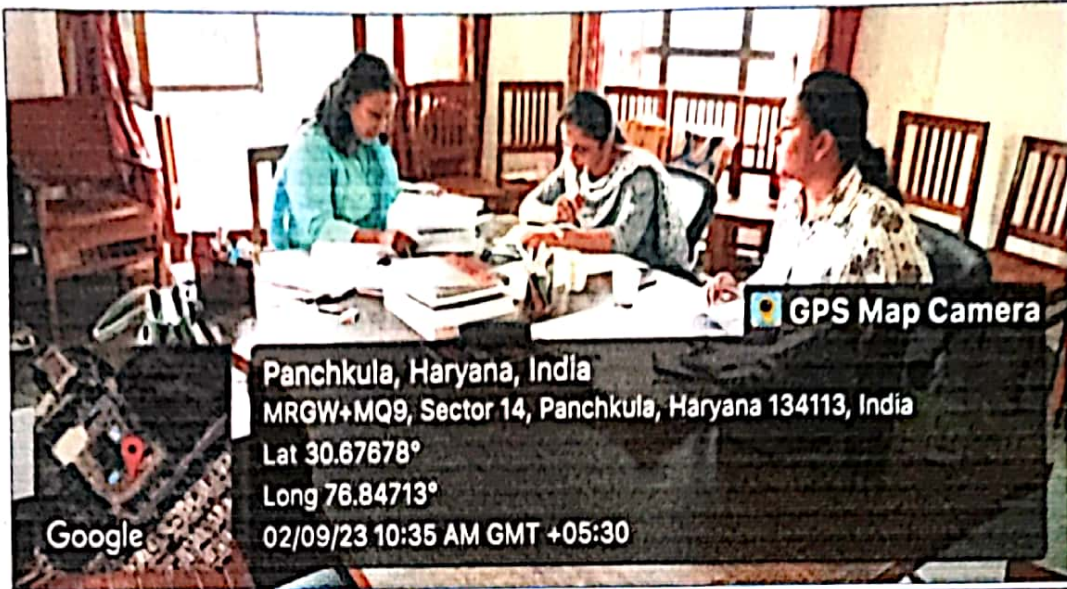 GPS Map Camera
Panchkula, Haryana, India
MRGW+MQ9, Sector 14, Panchkula, Haryana 134113, India
Lat 30.67678°
Long 76.84713°
02/09/23 10:35 AM GMT +05:30
Google